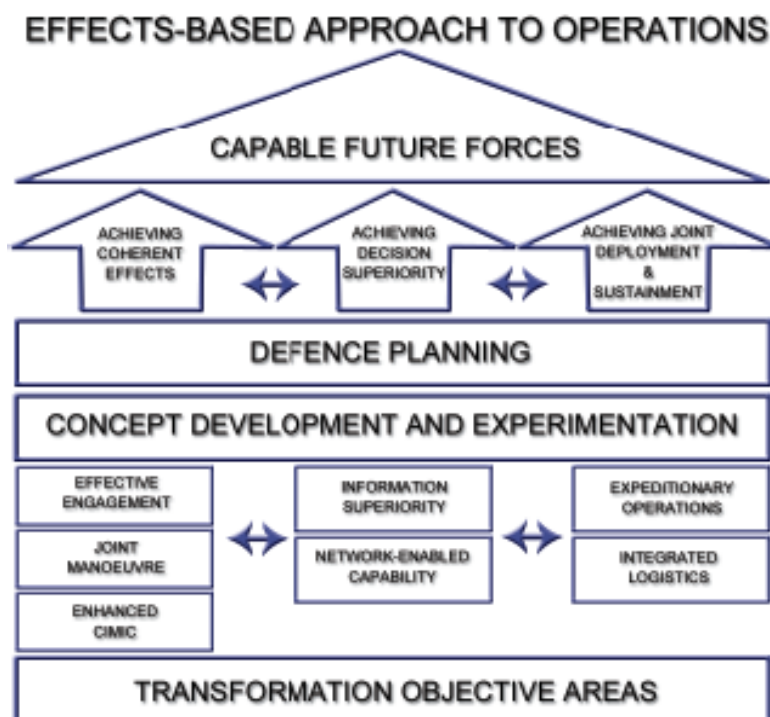 EFFECTS-BASED APPROACH TO OPERATIONS
CAPABLE FUTURE FORCES
ACHIEVING
COHERENT
EFFECTS
ACHIEVING
DECISION
SUPERIORITY
ACHIEVING JOINT
DEPLOYMENT
&
SUSTAINMENT
DEFENCE PLANNING
CONCEPT DEVELOPMENT AND EXPERIMENTATION
EFFECTIVE
ENGAGEMENT
JOINT
MANOEUVRE
ENHANCED
CIMIC
INFORMATION
SUPERIORITY
NETWORK-ENABLED
CAPABILITY
EXPEDITIONARY
OPERATIONS
INTEGRATED
LOGISTICS
TRANSFORMATION OBJECTIVE AREAS